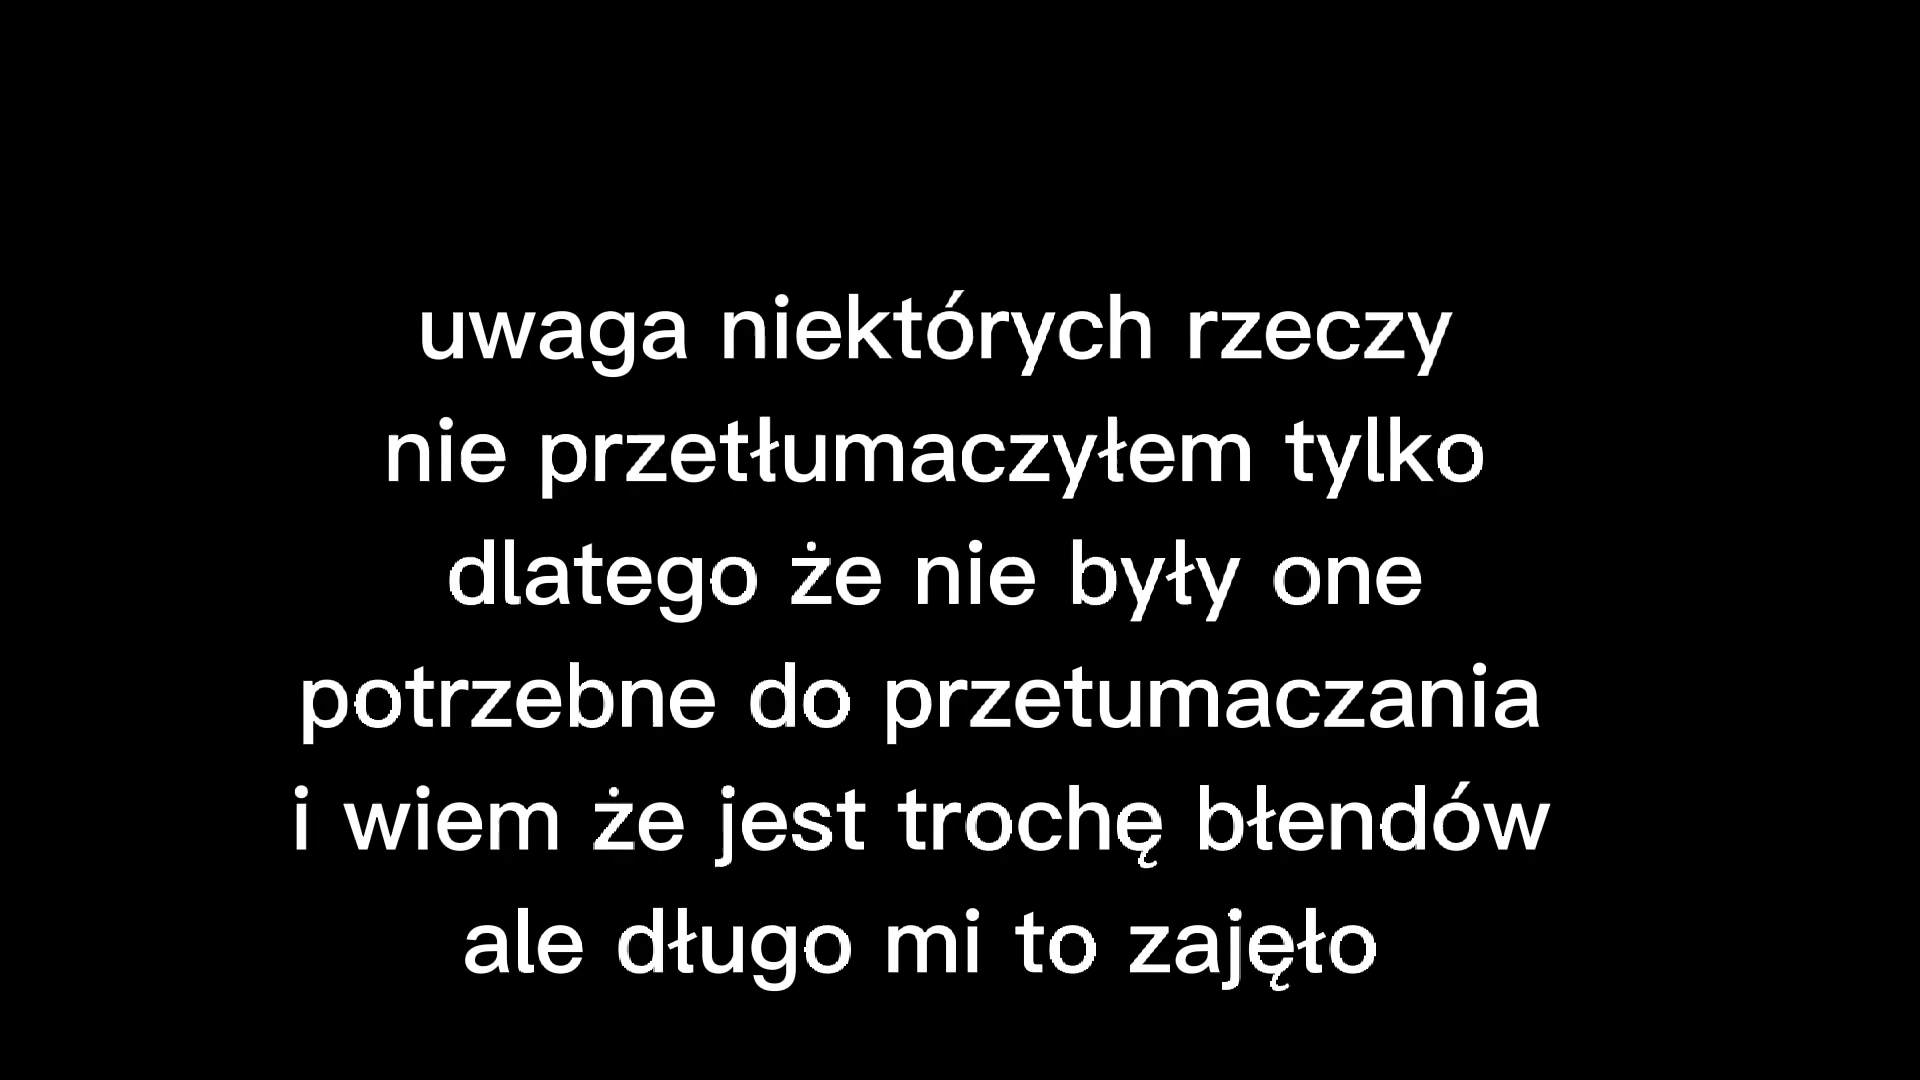 uwaga niektórych rzeczy
nie przetłumaczyłem tylko
dlatego że nie były one
potrzebne do przetumaczania
i wiem że jest trochę błendów
ale długo mi to zajęło